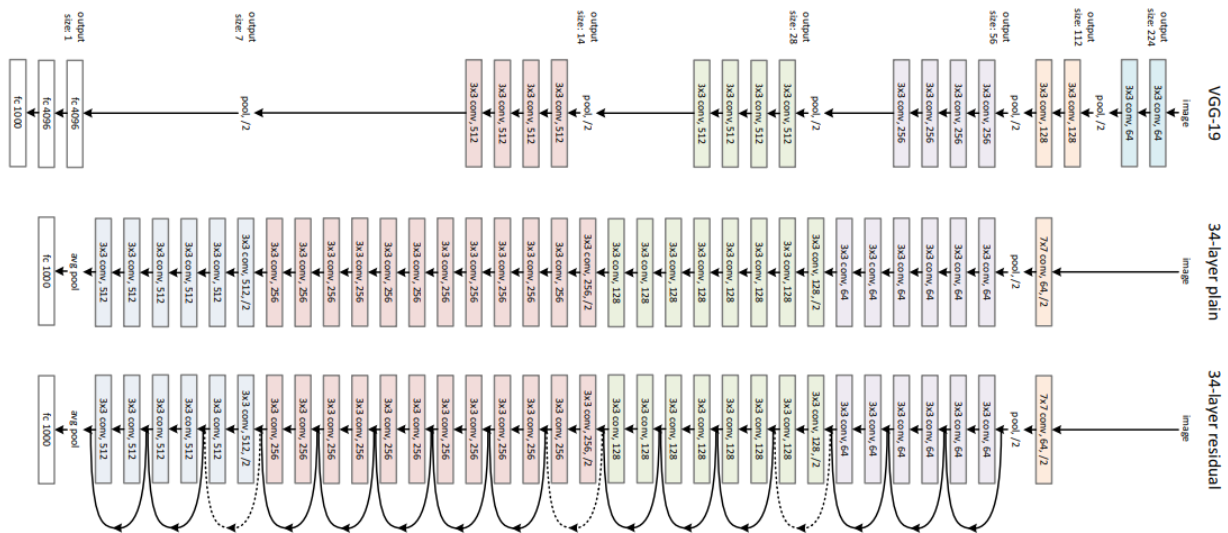 VGG-19
image
3x3 conv, 64
3x3 conv, 64
pool, /2
3x3 conv, 128
3x3 conv, 128
pool, /2
3x3 conv, 256
3x3 conv, 256
3x3 conv, 256
3x3 conv, 256
pool, /2
3x3 conv, 512
3x3 conv, 512
3x3 conv, 512
3x3 conv, 512
pool, /2
3x3 conv, 512
3x3 conv, 512
3x3 conv, 512
3x3 conv, 512
pool, /2
fc 4096
fc 4096
fc 1000
output
size: 224
output
size: 112
output
size: 56
output
size: 28
output
size: 14
output
size: 7
output
size: 1
34-layer plain
image
7x7 conv, 64, /2
pool, /2
3x3 conv, 64
3x3 conv, 64
3x3 conv, 64
3x3 conv, 64
3x3 conv, 64
3x3 conv, 64
3x3 conv, 128, /2
3x3 conv, 128
3x3 conv, 128
3x3 conv, 128
3x3 conv, 128
3x3 conv, 128
3x3 conv, 128
3x3 conv, 128
3x3 conv, 256, /2
3x3 conv, 256
3x3 conv, 256
3x3 conv, 256
3x3 conv, 256
3x3 conv, 256
3x3 conv, 256
3x3 conv, 256
3x3 conv, 256
3x3 conv, 256
3x3 conv, 256
3x3 conv, 256
3x3 conv, 512, /2
3x3 conv, 512
3x3 conv, 512
3x3 conv, 512
3x3 conv, 512
3x3 conv, 512
avg pool
fc 1000
34-layer residual
image
7x7 conv, 64, /2
pool, /2
3x3 conv, 64
3x3 conv, 64
3x3 conv, 64
3x3 conv, 64
3x3 conv, 64
3x3 conv, 64
3x3 conv, 128, /2
3x3 conv, 128
3x3 conv, 128
3x3 conv, 128
3x3 conv, 128
3x3 conv, 128
3x3 conv, 128
3x3 conv, 128
3x3 conv, 256, /2
3x3 conv, 256
3x3 conv, 256
3x3 conv, 256
3x3 conv, 256
3x3 conv, 256
3x3 conv, 256
3x3 conv, 256
3x3 conv, 256
3x3 conv, 256
3x3 conv, 256
3x3 conv, 256
3x3 conv, 512, /2
3x3 conv, 512
3x3 conv, 512
3x3 conv, 512
3x3 conv, 512
3x3 conv, 512
avg pool
fc 1000